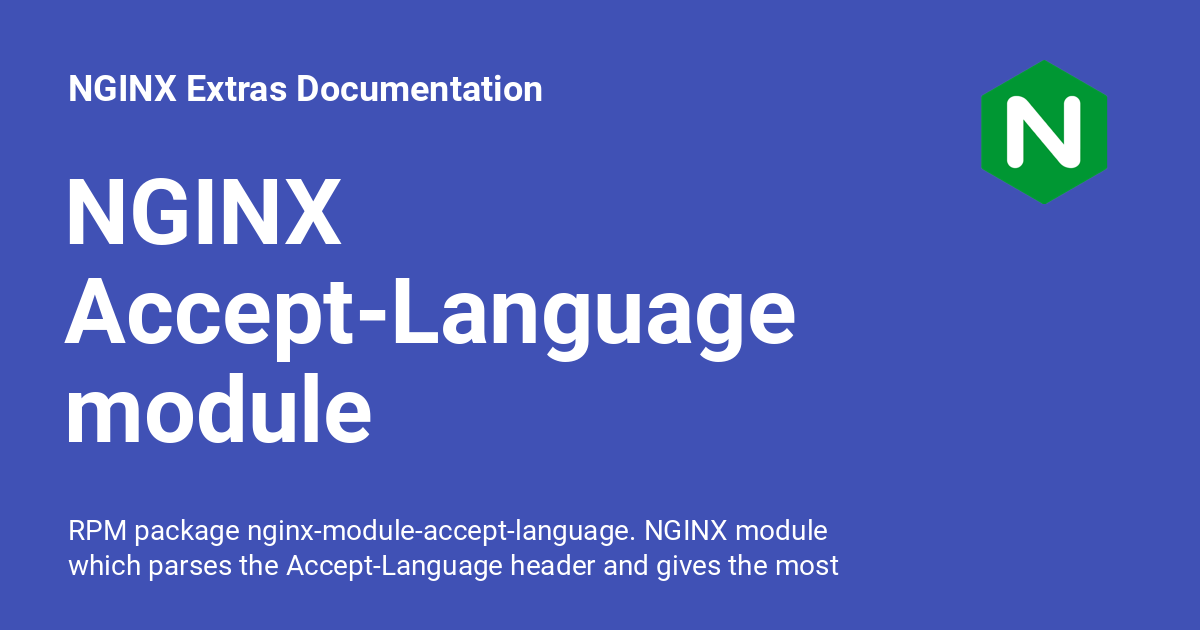 NGINX Extras Documentation
N
NGINX
Accept-Language
module
RPM package nginx-module-accept-language. NGINX module
which parses the Accept-Language header and gives the most